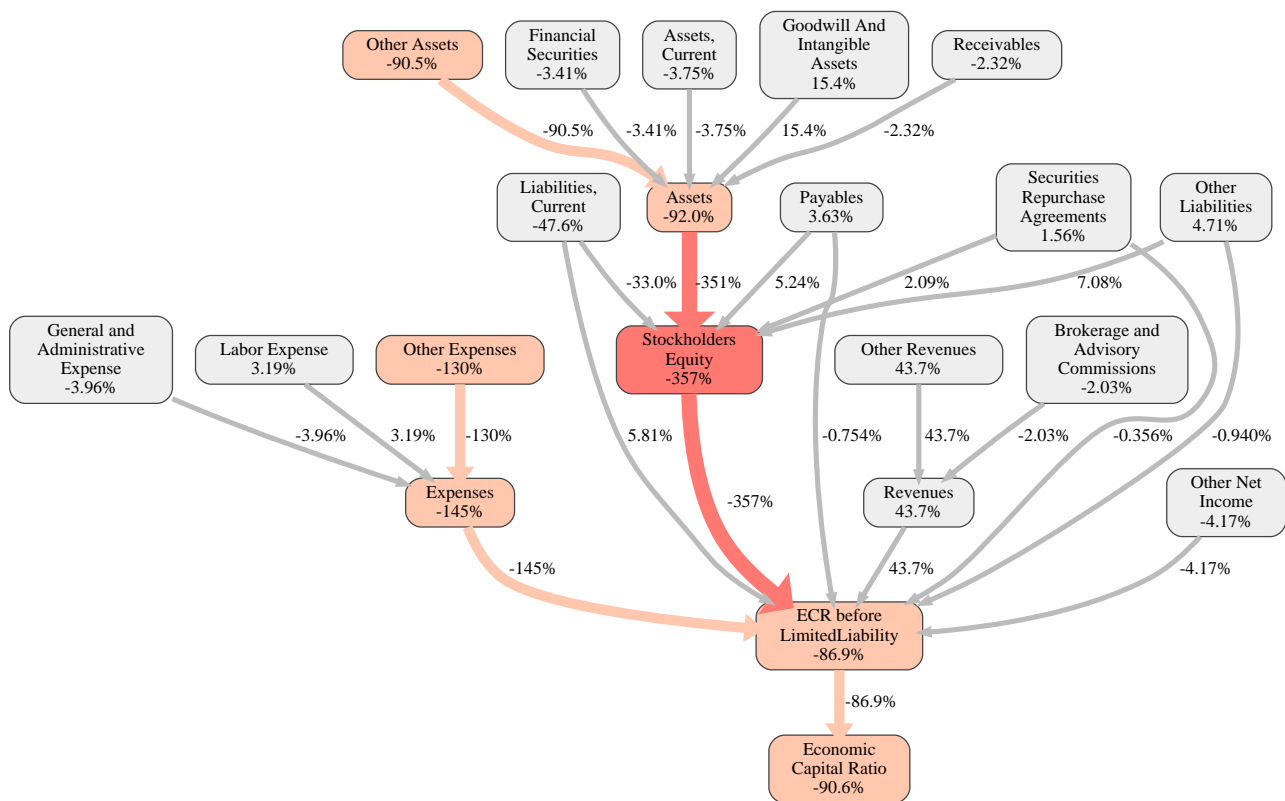 Other Assets
-90.5%
Financial
Securities
-3.41%
Assets,
Current
-3.75%
Goodwill And
Intangible
Assets
15.4%
Receivables
-2.32%
-90.5%
-3.41%
-3.75%
15.4%
-2.32%
Liabilities,
Current
-47.6%
Assets
-92.0%
Payables
3.63%
Securities
Repurchase
Agreements
1.56%
Other
Liabilities
4.71%
-33.0%
-351%
5.24%
2.09%
7.08%
General and
Administrative
Expense
-3.96%
Labor Expense
3.19%
Other Expenses
-130%
Stockholders
Equity
-357%
Other Revenues
43.7%
Brokerage and
Advisory
Commissions
-2.03%
-3.96%
3.19%
-130%
5.81%
-0.754%
43.7%
-2.03%
-0.356%
-0.940%
Expenses
-145%
-357%
Revenues
43.7%
Other Net
Income
-4.17%
-145%
43.7%
-4.17%
ECR before
LimitedLiability
-86.9%
-86.9%
Economic
Capital Ratio
-90.6%